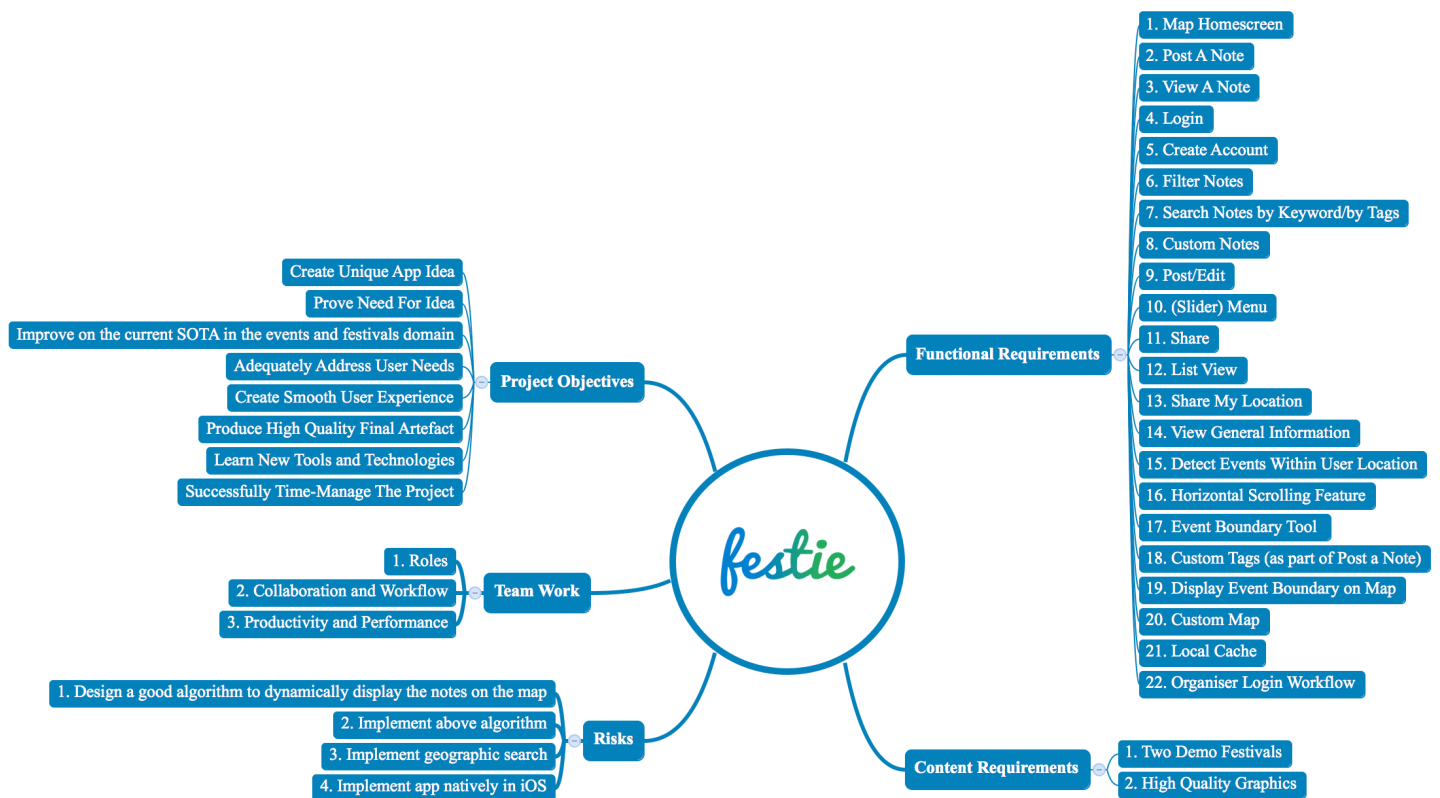 festie
Project Objectives
Create Unique App Idea
Prove Need For Idea
Improve on the current SOTA in the events and festivals domain
Adequately Address User Needs
Create Smooth User Experience
Produce High Quality Final Artefact
Learn New Tools and Technologies
Successfully Time-Manage The Project
Team Work
1. Roles
2. Collaboration and Workflow
3. Productivity and Performance
Risks
1. Design a good algorithm to dynamically display the notes on the map
2. Implement above algorithm
3. Implement geographic search
4. Implement app natively in iOS
Functional Requirements
1. Map Homescreen
2. Post A Note
3. View A Note
4. Login
5. Create Account
6. Filter Notes
7. Search Notes by Keyword/by Tags
8. Custom Notes
9. Post/Edit
10. (Slider) Menu
11. Share
12. List View
13. Share My Location
14. View General Information
15. Detect Events Within User Location
16. Horizontal Scrolling Feature
17. Event Boundary Tool
18. Custom Tags (as part of Post a Note)
19. Display Event Boundary on Map
20. Custom Map
21. Local Cache
22. Organiser Login Workflow
Content Requirements
1. Two Demo Festivals
2. High Quality Graphics